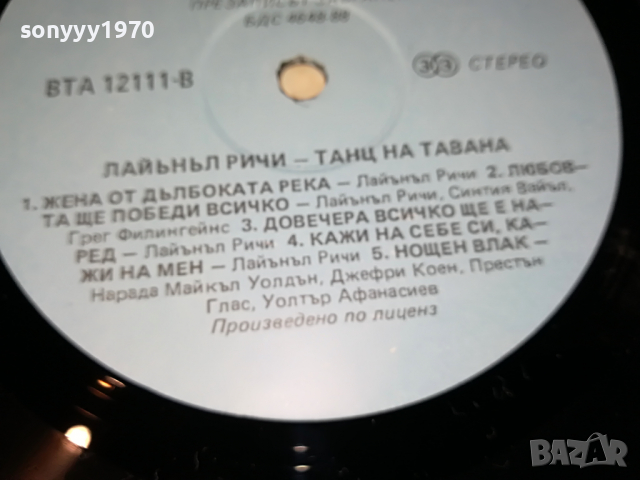 sonyyy1970
БДС
ВТА 12111-В
33 СТЕРЕО
ЛАЙЪНЪЛ РИЧИ – ТАНЦ НА ТАВАНА
1. ЖЕНА ОТ ДЪЛБОКАТА РЕКА – Лайънъл Ричи 2. ЛЮБОВ–
ТА ЩЕ ПОБЕДИ ВСИЧКО – Лайънъл Ричи, Синтия Вайъл,
Грег Филингейнс 3. ДОВЕЧЕРА ВСИЧКО ЩЕ Е НА–
РЕД – Лайънъл Ричи 4. КАЖИ НА СЕБЕ СИ, КА–
ЖИ НА МЕН – Лайънъл Ричи 5. НОЩЕН ВЛАК –
Нарада Майкъл Уолдън, Джефри Коен, Престън
Глас, Уолтър Афанасиев
Произведено по лиценз
BAZAR